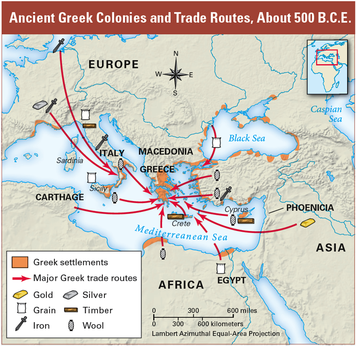 Ancient Greek Colonies and Trade Routes, About 500 B.C.E.
EUROPE
N
W
E
S
Caspian
Sea
Black Sea
ITALY
MACEDONIA
Sardinia
GREECE
Sicily
CARTHAGE
Cyprus
PHOENICIA
Crete
Mediterranean Sea
ASIA
AFRICA
EGYPT
Greek settlements
Major Greek trade routes
Gold
Silver
Grain
Timber
Iron
Wool
0 300 600 miles
0 300 600 kilometers
Lambert Azimuthal Equal-Area Projection